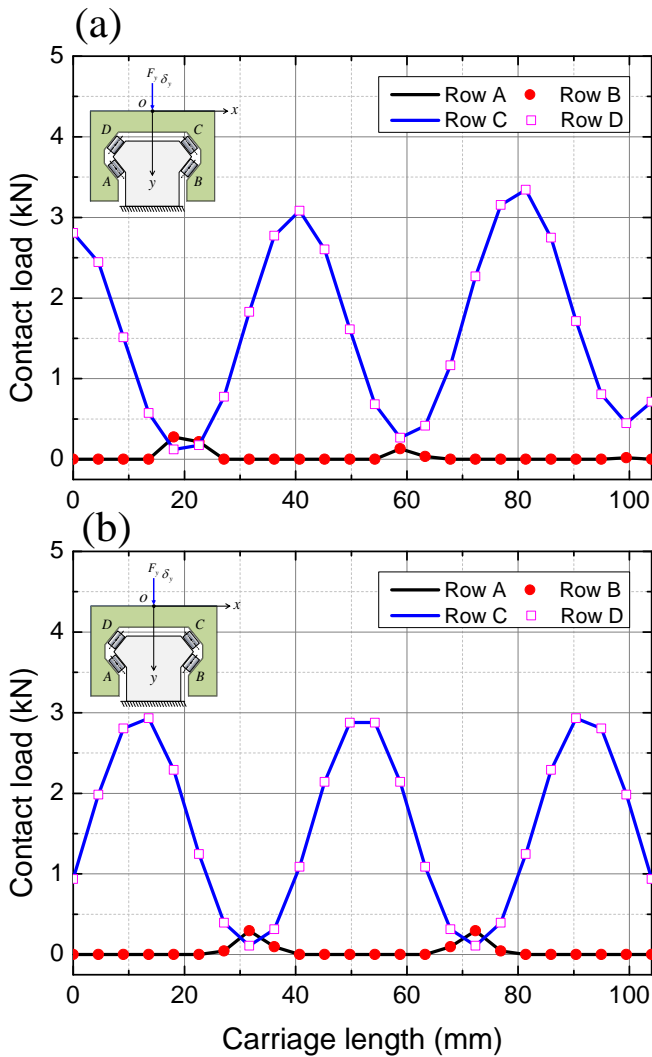 (a)
5
4
3
2
1
0
Contact load (kN)
F_y δ_y
o x
D C
A y B
Row A Row B
Row C Row D
0 20 40 60 80 100
(b)
5
4
3
2
1
0
Contact load (kN)
F_y δ_y
o x
D C
A y B
Row A Row B
Row C Row D
0 20 40 60 80 100
Carriage length (mm)